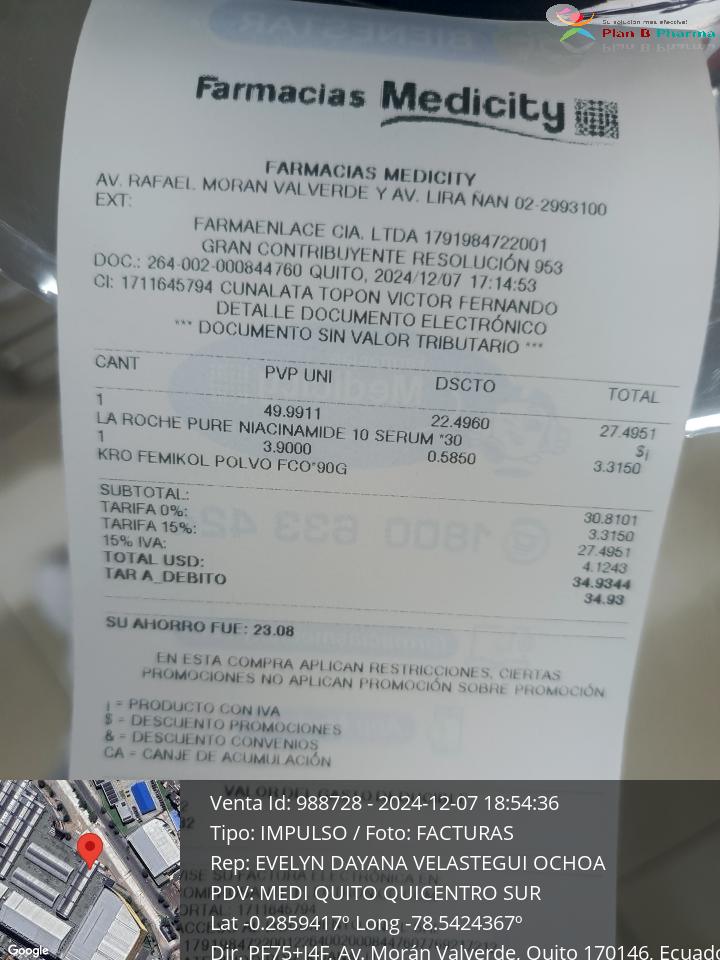 Su solución más efectiva!
Plan B Pharma
Farmacias Medicity
FARMACIAS MEDICITY
AV. RAFAEL MORAN VALVERDE Y AV. LIRA ÑAN 02-2993100
EXT:
FARMAENLACE CIA. LTDA 1791984722001
GRAN CONTRIBUYENTE RESOLUCIÓN 953
DOC.: 264-002-000844760 QUITO, 2024/12/07 17:14:53
CI: 1711645794 CUNALATA TOPON VICTOR FERNANDO
DETALLE DOCUMENTO ELECTRÓNICO
*** DOCUMENTO SIN VALOR TRIBUTARIO ***
CANT PVP UNI DSCTO TOTAL
1 49.9911 22.4960 27.4951
LA ROCHE PURE NIACINAMIDE 10 SERUM *30 $¡
1 3.9000 0.5850 3.3150
KRO FEMIKOL POLVO FCO*90G
SUBTOTAL: 30.8101
TARIFA 0%: 3.3150
TARIFA 15%: 27.4951
15% IVA: 4.1243
TOTAL USD: 34.9344
TAR A_DEBITO 34.93
SU AHORRO FUE: 23.08
EN ESTA COMPRA APLICAN RESTRICCIONES, CIERTAS
PROMOCIONES NO APLICAN PROMOCIÓN SOBRE PROMOCIÓN
¡ = PRODUCTO CON IVA
$ = DESCUENTO PROMOCIONES
& = DESCUENTO CONVENIOS
CA = CANJE DE ACUMULACIÓN
Venta Id: 988728 - 2024-12-07 18:54:36
Tipo: IMPULSO / Foto: FACTURAS
Rep: EVELYN DAYANA VELASTEGUI OCHOA
PDV: MEDI QUITO QUICENTRO SUR
Lat -0.2859417º Long -78.5424367º
Dir. PF75+J4F, Av. Morán Valverde, Quito 170146, Ecuado
Google